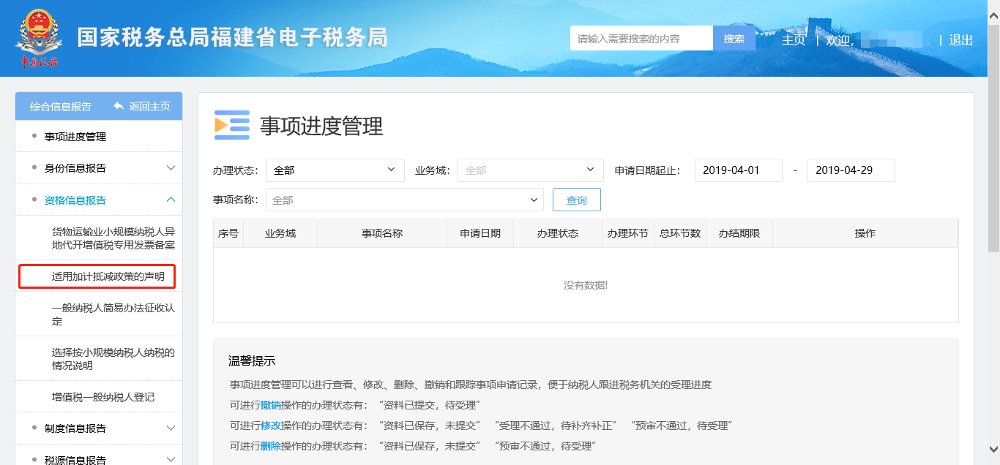 国家税务总局福建省电子税务局
中国税务
请输入需要搜索的内容 搜索 主页 | 欢迎, | 退出
综合信息报告 返回主页
事项进度管理
身份信息报告
资格信息报告
货物运输业小规模纳税人异
地代开增值税专用发票备案
适用加计抵减政策的声明
一般纳税人简易办法征收认
定
选择按小规模纳税人纳税的
情况说明
增值税一般纳税人登记
制度信息报告
税源信息报告
事项进度管理
办理状态： 全部 业务域： 全部 申请日期起止： 2019-04-01 - 2019-04-29
事项名称： 全部 查询
序号 业务域 事项名称 申请日期 办理状态 办理环节 总环节数 办结期限 操作
没有数据!
温馨提示
事项进度管理可以进行查看、修改、删除、撤销和跟踪事项申请记录，便于纳税人跟进税务机关的受理进度
可进行撤销操作的办理状态有：“资料已提交，待受理”
可进行修改操作的办理状态有：“资料已保存，未提交” “受理不通过，待补齐补正” “预审不通过，待受理”
可进行删除操作的办理状态有：“资料已保存，未提交” “预审不通过，待受理”